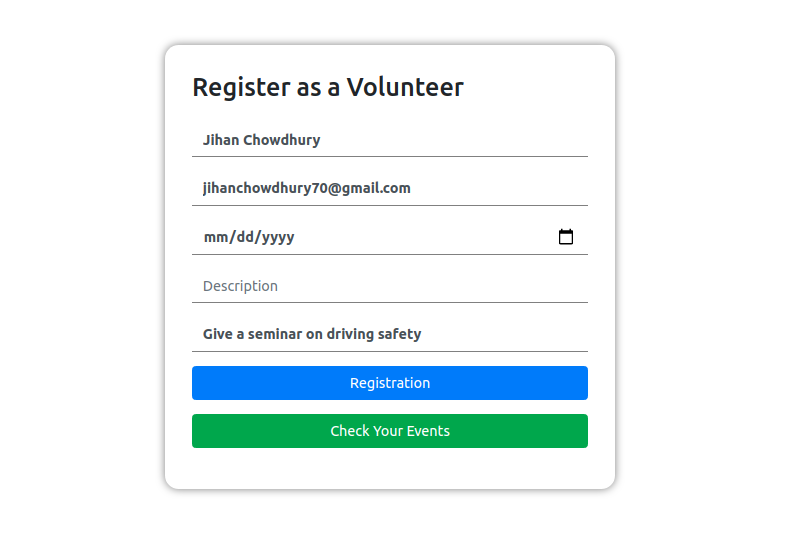 Register as a Volunteer
Jihan Chowdhury
jihanchowdhury70@gmail.com
mm/dd/yyyy
Description
Give a seminar on driving safety
Registration
Check Your Events